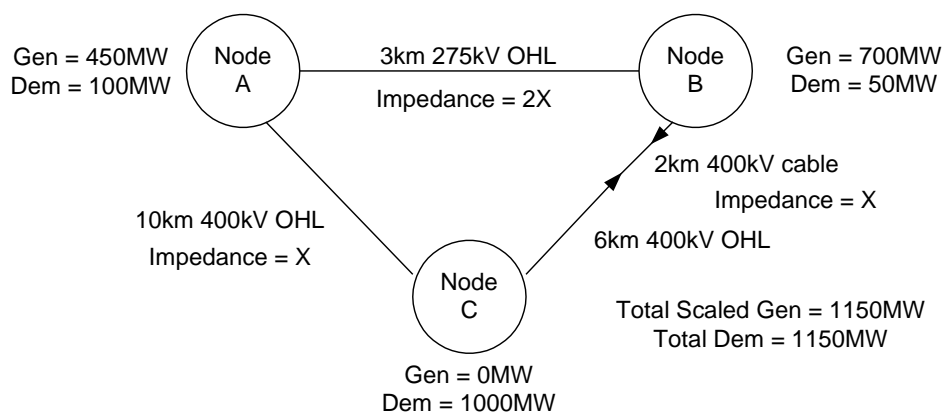 Gen = 450MW
Dem = 100MW
Node
A
3km 275kV OHL
Impedance = 2X
Node
B
Gen = 700MW
Dem = 50MW
2km 400kV cable
Impedance = X
6km 400kV OHL
10km 400kV OHL
Impedance = X
Node
C
Gen = 0MW
Dem = 1000MW
Total Scaled Gen = 1150MW
Total Dem = 1150MW